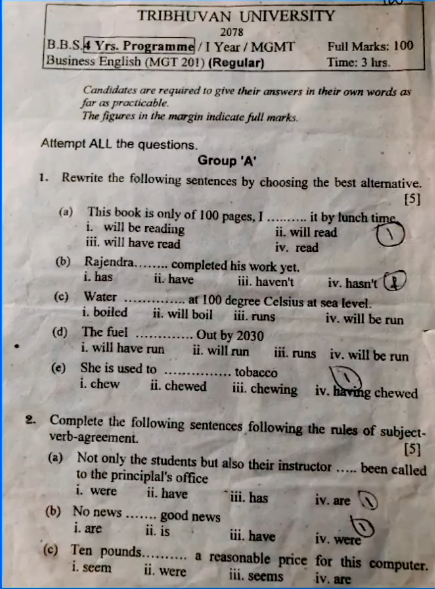 TRIBHUVAN UNIVERSITY
2078
B.B.S. 4 Yrs. Programme / I Year / MGMT Full Marks: 100
Business English (MGT 201) (Regular) Time: 3 hrs.
Candidates are required to give their answers in their own words as
far as practicable.
The figures in the margin indicate full marks.
Attempt ALL the questions.
Group 'A'
1. Rewrite the following sentences by choosing the best alternative.
[5]
(a) This book is only of 100 pages, I .......... it by lunch time.
i. will be reading ii. will read
iii. will have read iv. read
(b) Rajendra........ completed his work yet.
i. has ii. have iii. haven't iv. hasn't
(c) Water .............. at 100 degree Celsius at sea level.
i. boiled ii. will boil iii. runs iv. will be run
(d) The fuel ............. Out by 2030
i. will have run ii. will run iii. runs iv. will be run
(e) She is used to ............... tobacco
i. chew ii. chewed iii. chewing iv. having chewed
2. Complete the following sentences following the rules of subject-
verb-agreement. [5]
(a) Not only the students but also their instructor ..... been called
to the principlal's office
i. were ii. have iii. has iv. are
(b) No news ....... good news
i. are ii. is iii. have iv. were
(c) Ten pounds.......... a reasonable price for this computer.
i. seem ii. were iii. seems iv. are